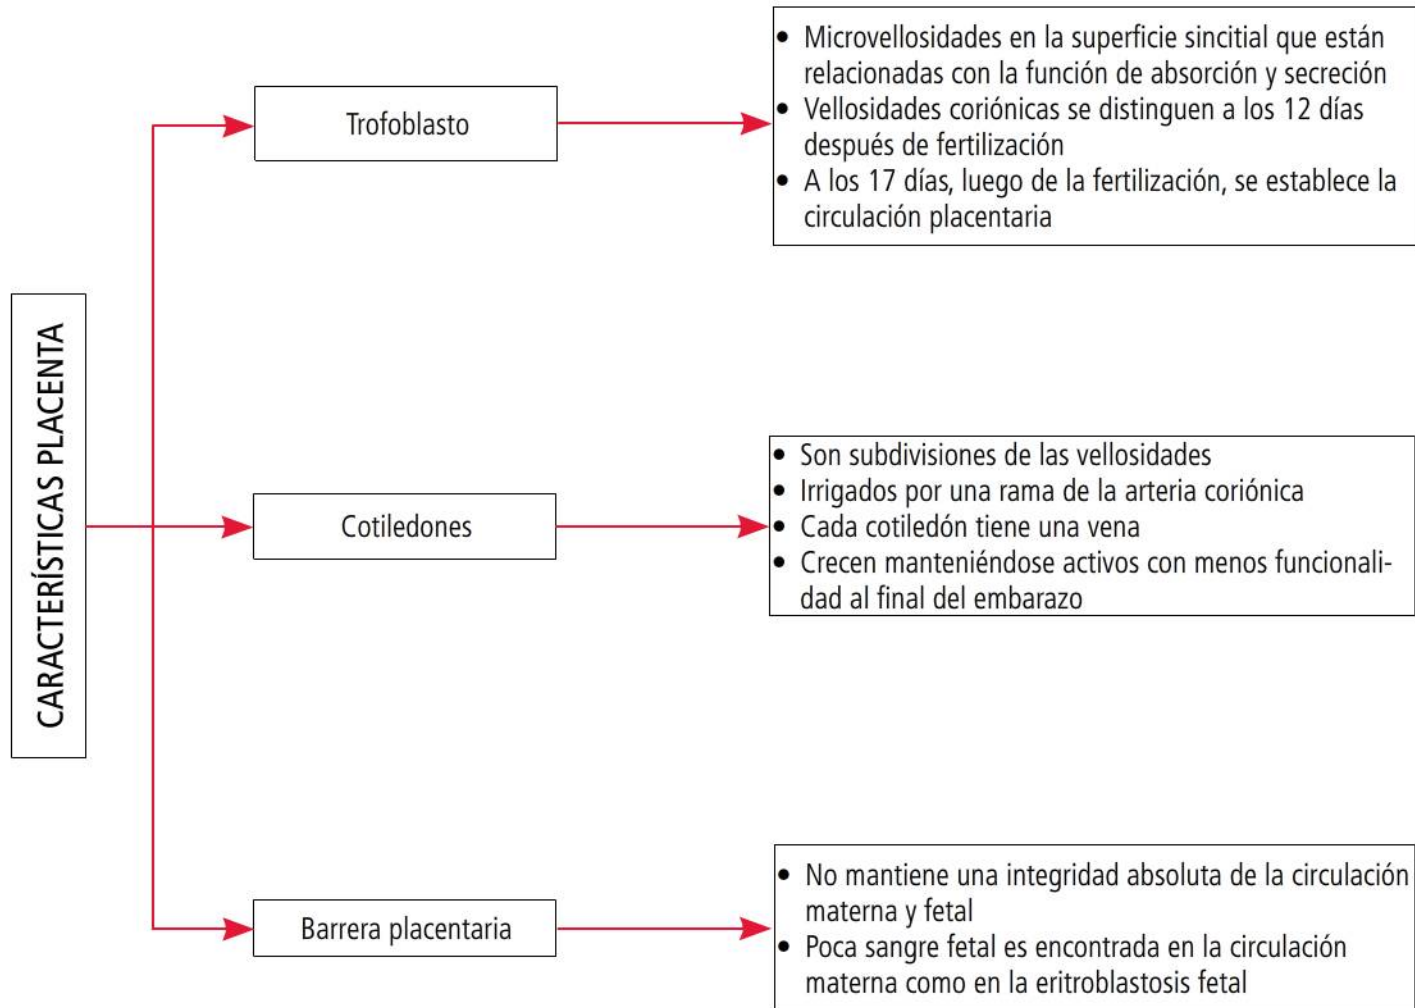 CARACTERÍSTICAS PLACENTA
Trofoblasto
• Microvellosidades en la superficie sincitial que están
relacionadas con la función de absorción y secreción
• Vellosidades coriónicas se distinguen a los 12 días
después de fertilización
• A los 17 días, luego de la fertilización, se establece la
circulación placentaria
Cotiledones
• Son subdivisiones de las vellosidades
• Irrigados por una rama de la arteria coriónica
• Cada cotiledón tiene una vena
• Crecen manteniéndose activos con menos funcionali-
dad al final del embarazo
Barrera placentaria
• No mantiene una integridad absoluta de la circulación
materna y fetal
• Poca sangre fetal es encontrada en la circulación
materna como en la eritroblastosis fetal